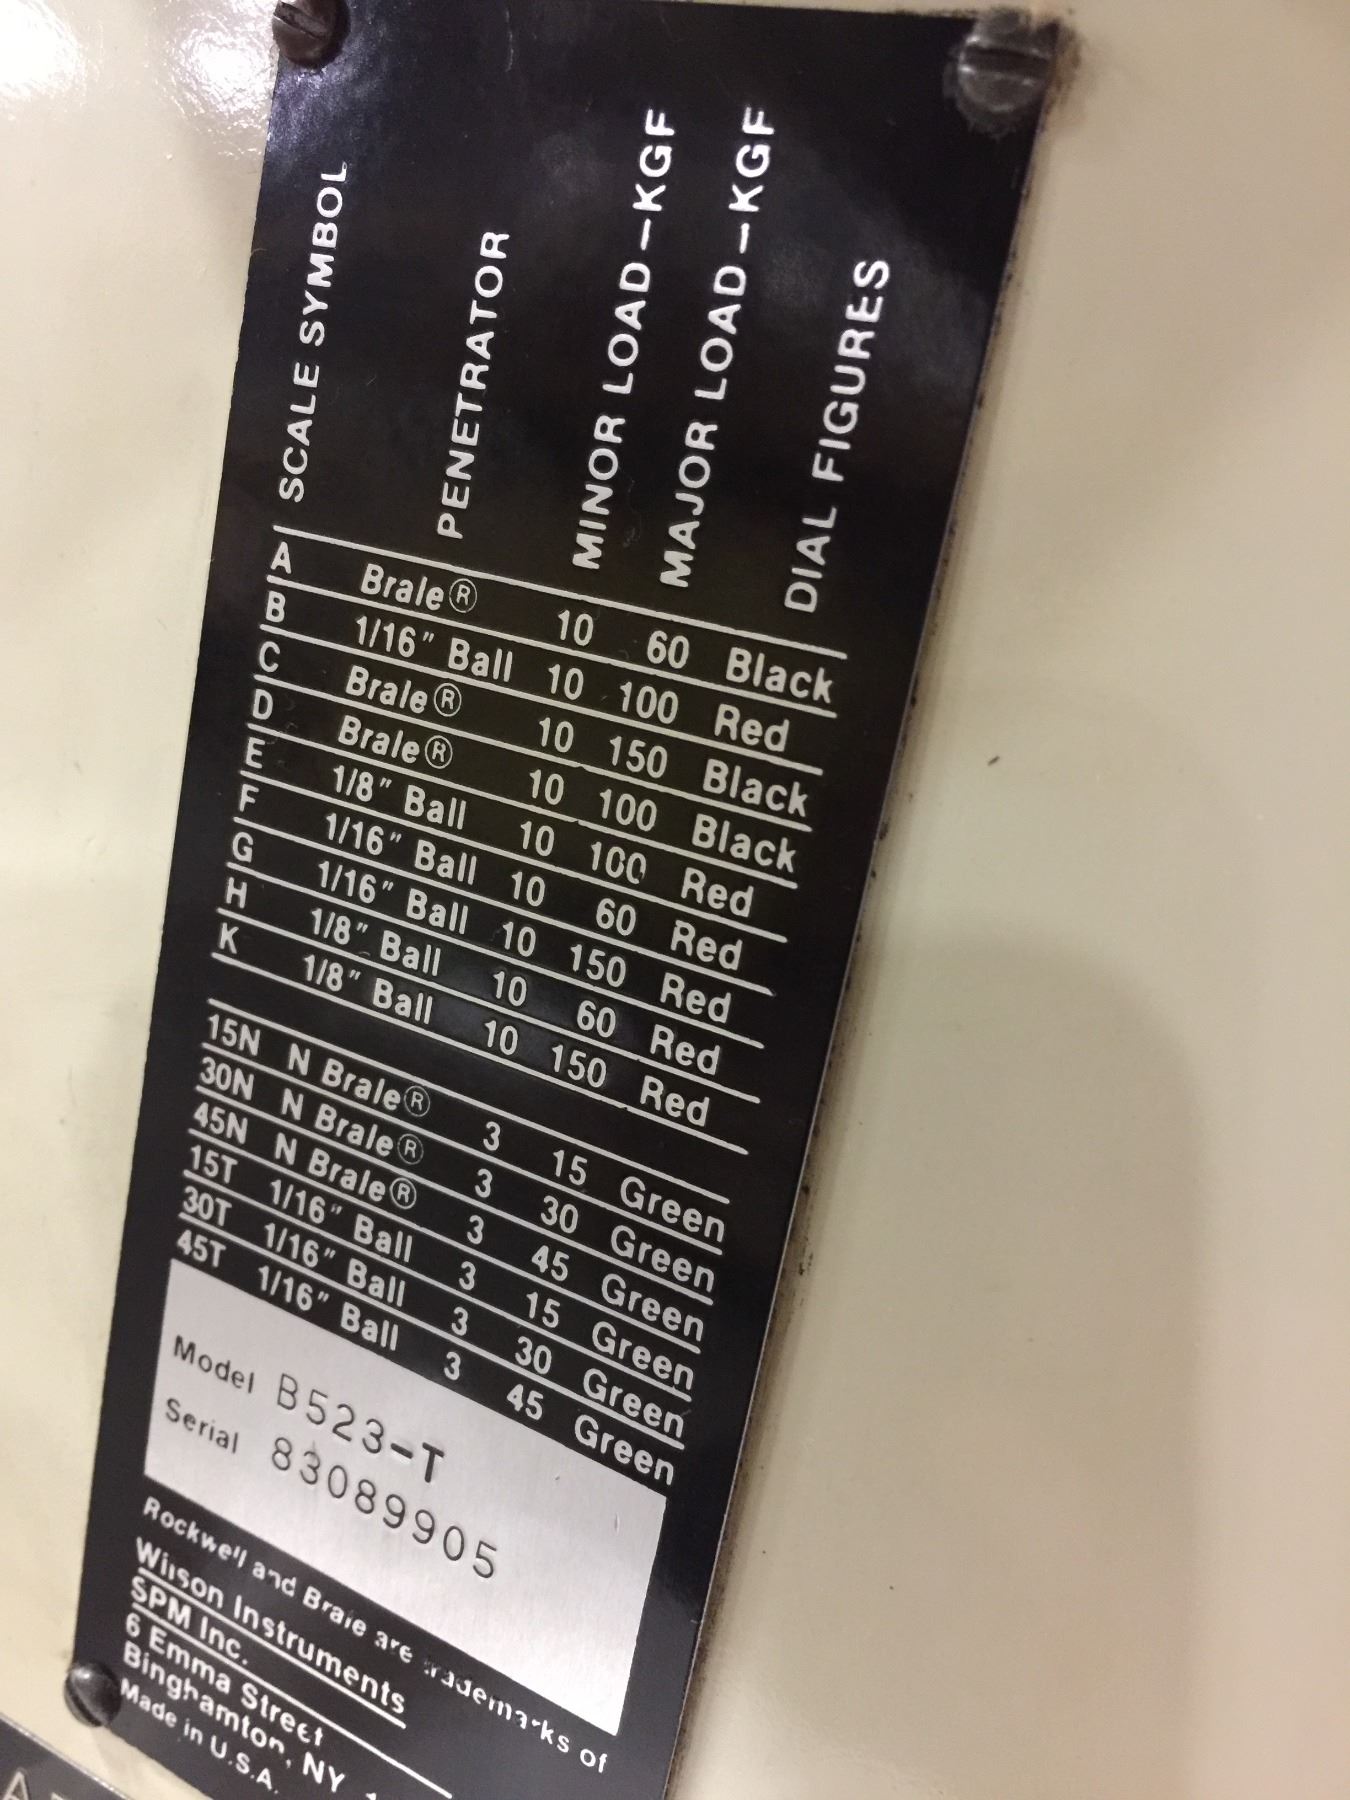 SCALE SYMBOL
PENETRATOR
MINOR LOAD–KGF
MAJOR LOAD–KGF
DIAL FIGURES
A Brale® 10 60 Black
B 1/16" Ball 10 100 Red
C Brale® 10 150 Black
D Brale® 10 100 Black
E 1/8" Ball 10 100 Red
F 1/16" Ball 10 60 Red
G 1/16" Ball 10 150 Red
H 1/8" Ball 10 60 Red
K 1/8" Ball 10 150 Red
15N N Brale® 3 15 Green
30N N Brale® 3 30 Green
45N N Brale® 3 45 Green
15T 1/16" Ball 3 15 Green
30T 1/16" Ball 3 30 Green
45T 1/16" Ball 3 45 Green
Model B523-T
Serial 83089905
Rockwell and Brale are trademarks of
Wilson Instruments
SPM Inc.
6 Emma Street
Binghamton, NY
Made in U.S.A.